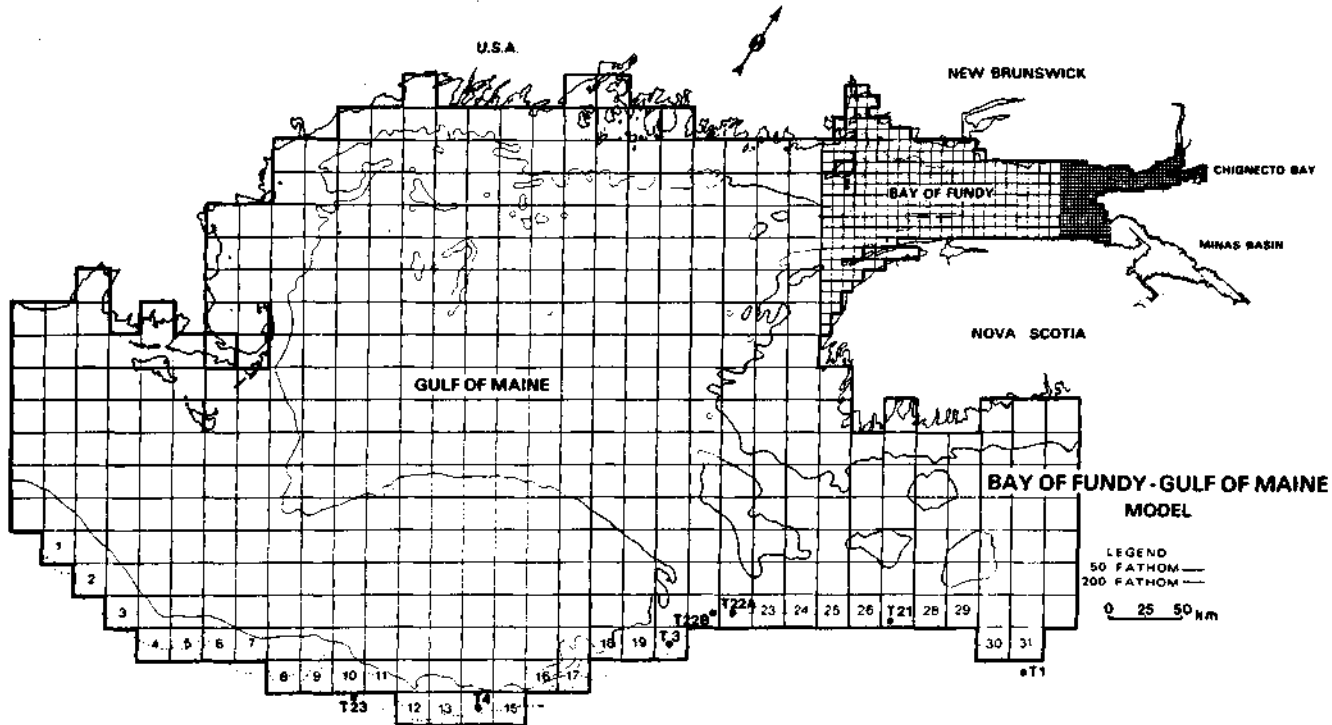 U.S.A.
NEW BRUNSWICK
CHIGNECTO BAY
BAY OF FUNDY
MINAS BASIN
NOVA SCOTIA
GULF OF MAINE
BAY OF FUNDY - GULF OF MAINE
MODEL
LEGEND
50 FATHOM
200 FATHOM
0 25 50 km
1
2
3
4 5 6 7
8 9 10 11
T23
12 13 T4 15
16 17
18 19 T3
T22B T22A 23 24 25 26 T21 28 29
30 31
T1